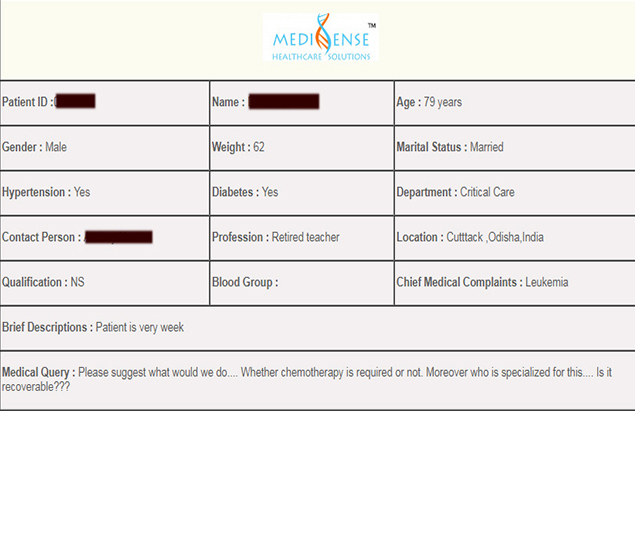 MEDISENSE™
HEALTHCARE SOLUTIONS
Patient ID : Name : Age : 79 years
Gender : Male Weight : 62 Marital Status : Married
Hypertension : Yes Diabetes : Yes Department : Critical Care
Contact Person : Profession : Retired teacher Location : Cutttack ,Odisha,India
Qualification : NS Blood Group : Chief Medical Complaints : Leukemia
Brief Descriptions : Patient is very week
Medical Query : Please suggest what would we do.... Whether chemotherapy is required or not. Moreover who is specialized for this.... Is it
recoverable???